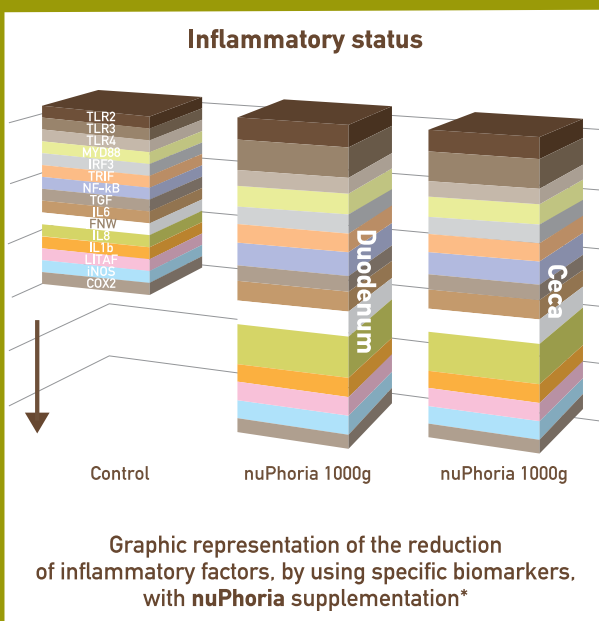 Inflammatory status
TLR2
TLR3
TLR4
MYD88
IRF3
TRIF
NF-kB
TGF
IL6
FNW
IL8
IL1b
LITAF
iNOS
COX2
Duodenum
Ceca
Control
nuPhoria 1000g
nuPhoria 1000g
Graphic representation of the reduction
of inflammatory factors, by using specific biomarkers,
with nuPhoria supplementation*